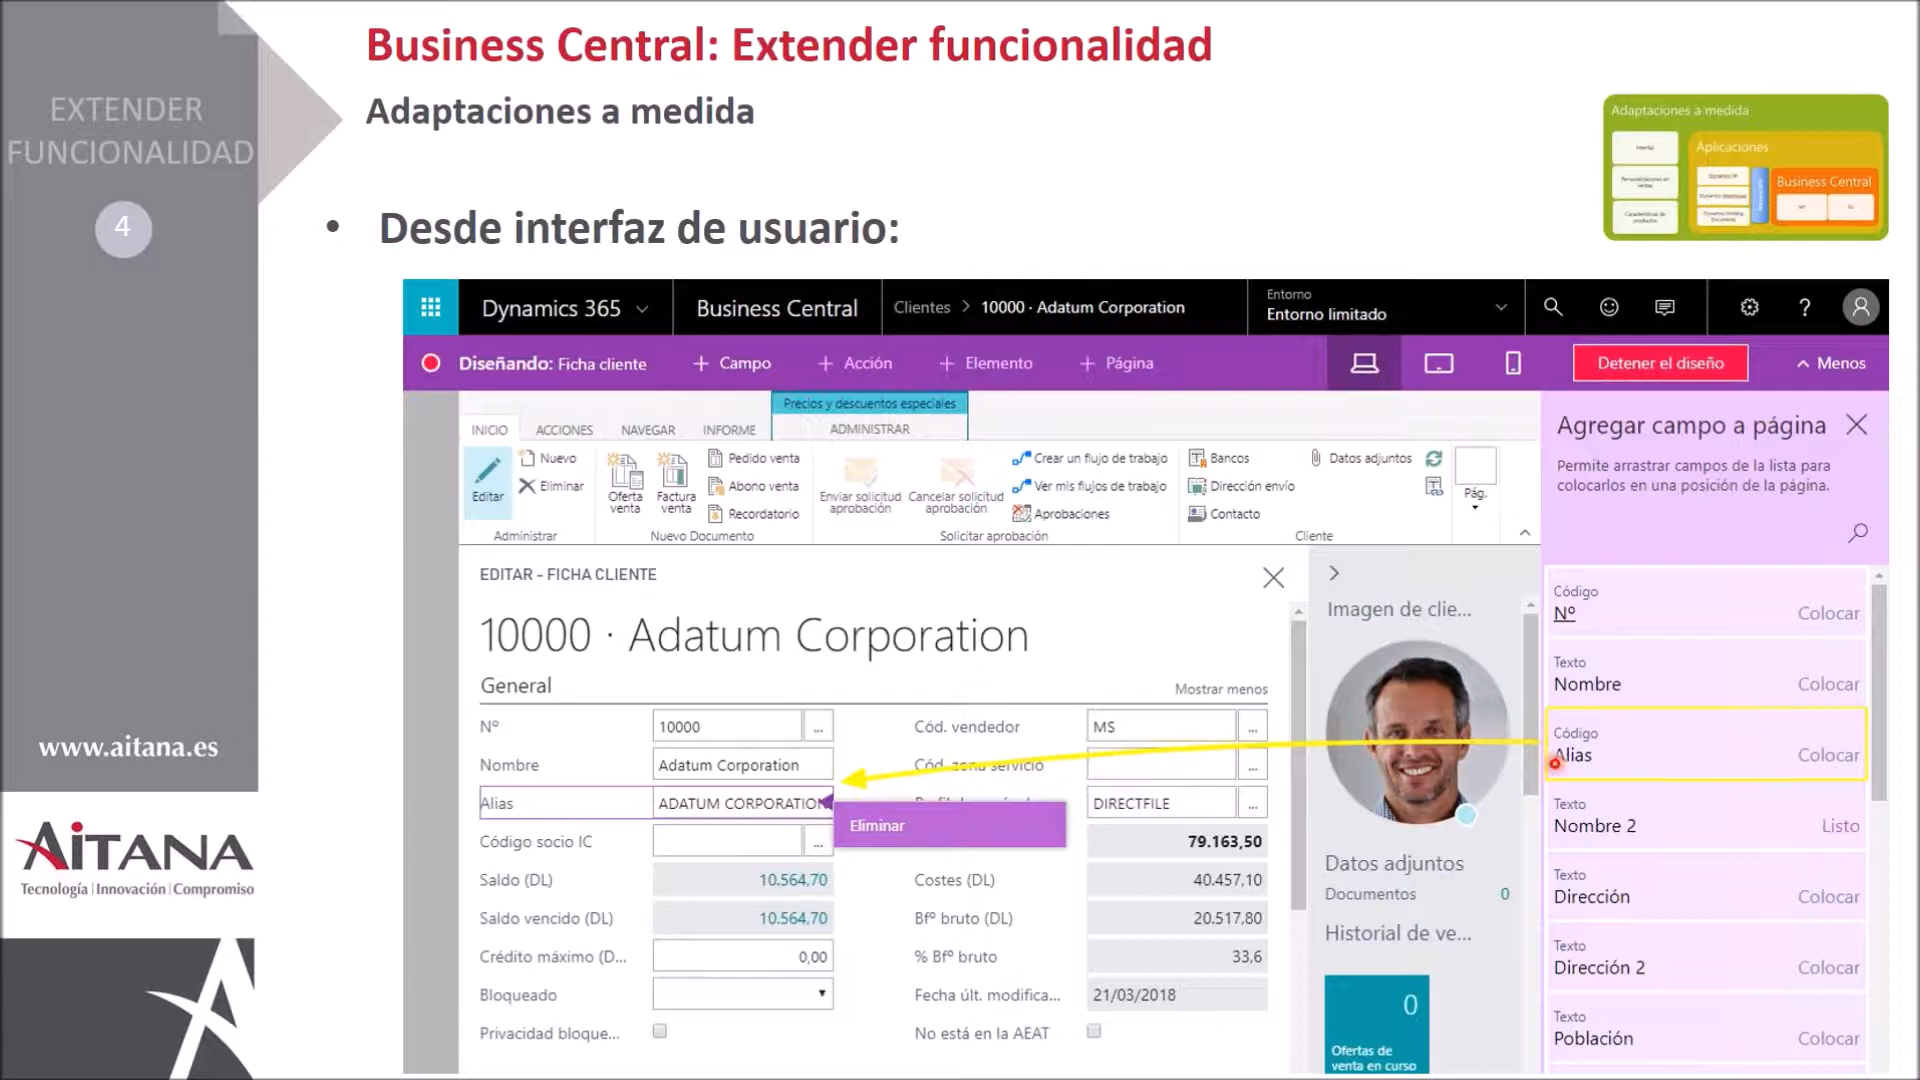 EXTENDER
FUNCIONALIDAD
4
www.aitana.es
AiTANA
Tecnología | Innovación | Compromiso
Business Central: Extender funcionalidad
Adaptaciones a medida
• Desde interfaz de usuario:
Adaptaciones a medida
Aplicaciones
Business Central
Dynamics 365
Business Central
Clientes > 10000 · Adatum Corporation
Entorno
Entorno limitado
?
Diseñando: Ficha cliente
+ Campo
+ Acción
+ Elemento
+ Página
Detener el diseño
Menos
Precios y descuentos especiales
INICIO
ACCIONES
NAVEGAR
INFORME
ADMINISTRAR
Editar
Nuevo
Eliminar
Administrar
Oferta
venta
Factura
venta
Pedido venta
Abono venta
Recordatorio
Nuevo Documento
Enviar solicitud
aprobación
Cancelar solicitud
aprobación
Crear un flujo de trabajo
Ver mis flujos de trabajo
Aprobaciones
Solicitar aprobación
Bancos
Dirección envío
Contacto
Datos adjuntos
Cliente
Pág.
EDITAR - FICHA CLIENTE
10000 · Adatum Corporation
General
Mostrar menos
Nº 10000 ...
Nombre Adatum Corporation
Alias ADATUM CORPORATION
Eliminar
Código socio IC ...
Saldo (DL) 10.564,70
Saldo vencido (DL) 10.564,70
Crédito máximo (D... 0,00
Bloqueado
Privacidad bloque...
Cód. vendedor MS ...
Cód. zona servicio ...
DIRECTFILE ...
79.163,50
Costes (DL) 40.457,10
Bfº bruto (DL) 20.517,80
% Bfº bruto 33,6
Fecha últ. modifica... 21/03/2018
No está en la AEAT
Imagen de clie...
Datos adjuntos
Documentos 0
Historial de ve...
0
Ofertas de
venta en curso
Agregar campo a página
Permite arrastrar campos de la lista para
colocarlos en una posición de la página.
Código
Nº Colocar
Texto
Nombre Colocar
Código
Alias Colocar
Texto
Nombre 2 Listo
Texto
Dirección Colocar
Texto
Dirección 2 Colocar
Texto
Población Colocar